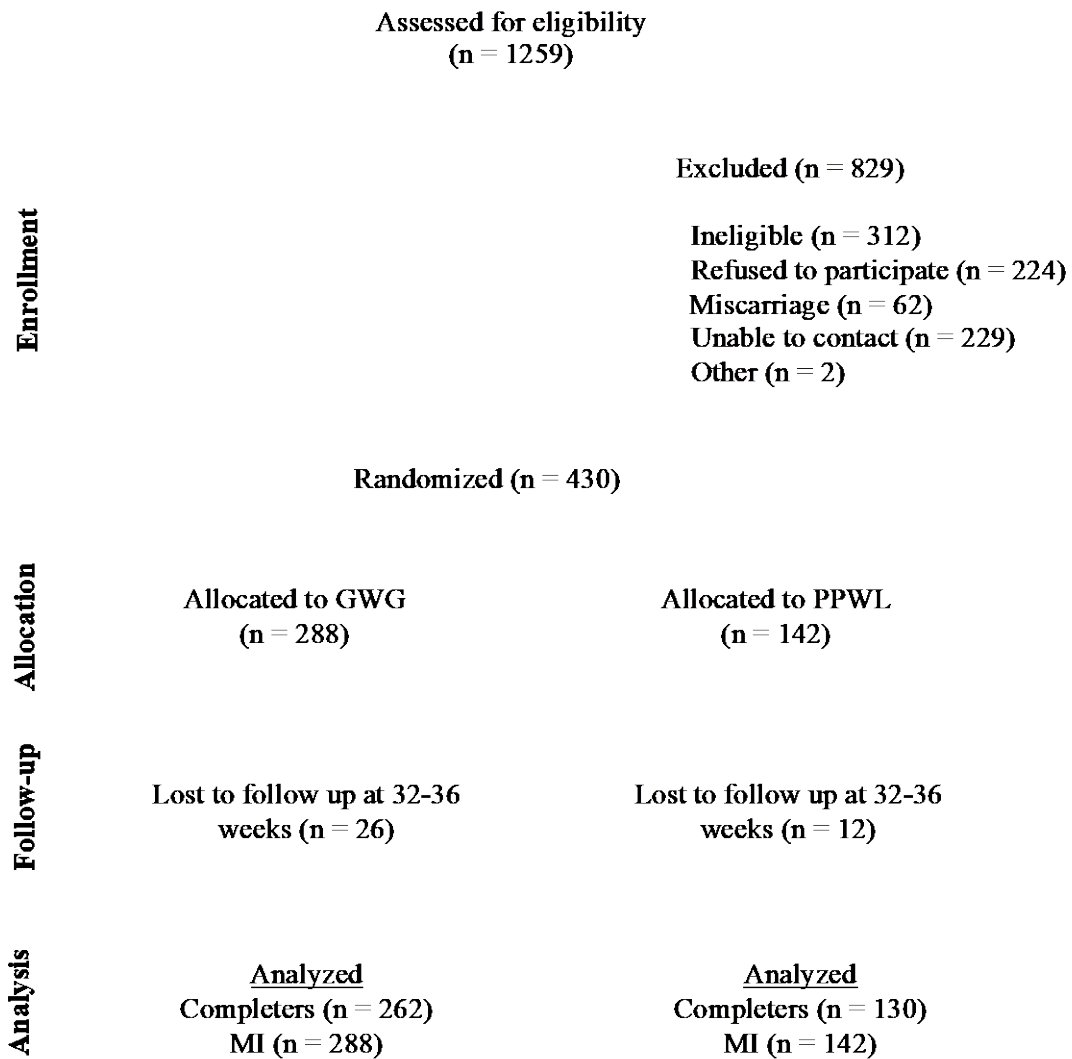 Assessed for eligibility
(n = 1259)
Enrollment
Excluded (n = 829)
Ineligible (n = 312)
Refused to participate (n = 224)
Miscarriage (n = 62)
Unable to contact (n = 229)
Other (n = 2)
Randomized (n = 430)
Allocation
Allocated to GWG
(n = 288)
Allocated to PPWL
(n = 142)
Follow-up
Lost to follow up at 32-36
weeks (n = 26)
Lost to follow up at 32-36
weeks (n = 12)
Analysis
Analyzed
Completers (n = 262)
MI (n = 288)
Analyzed
Completers (n = 130)
MI (n = 142)